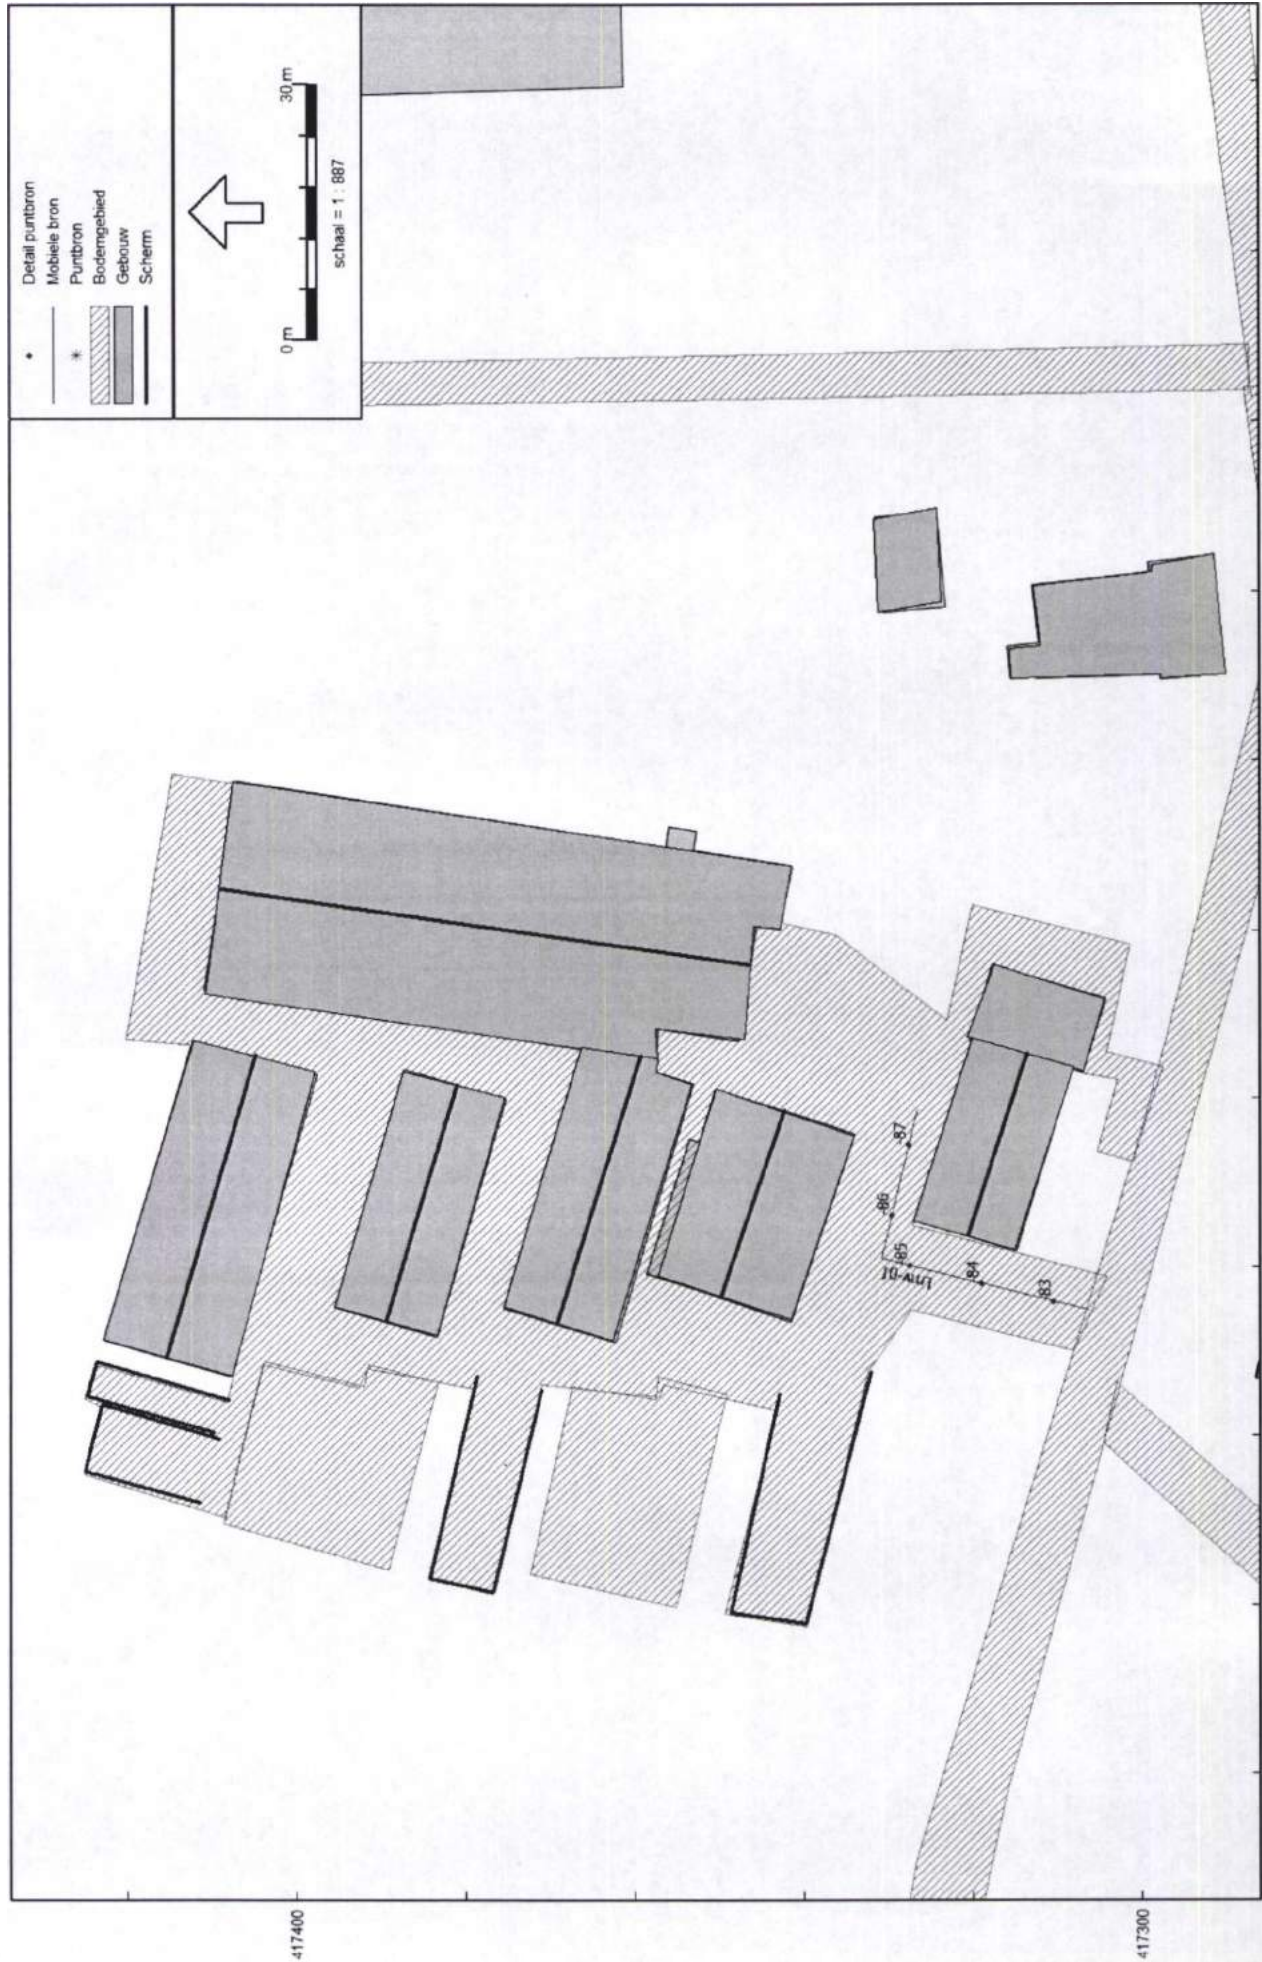 Detail puntbron
Mobiele bron
Puntbron
Bodemgebied
Gebouw
Scherm
0 m
30 m
schaal = 1 : 887
87
86
85
Lnw-01
84
83
417400
417300